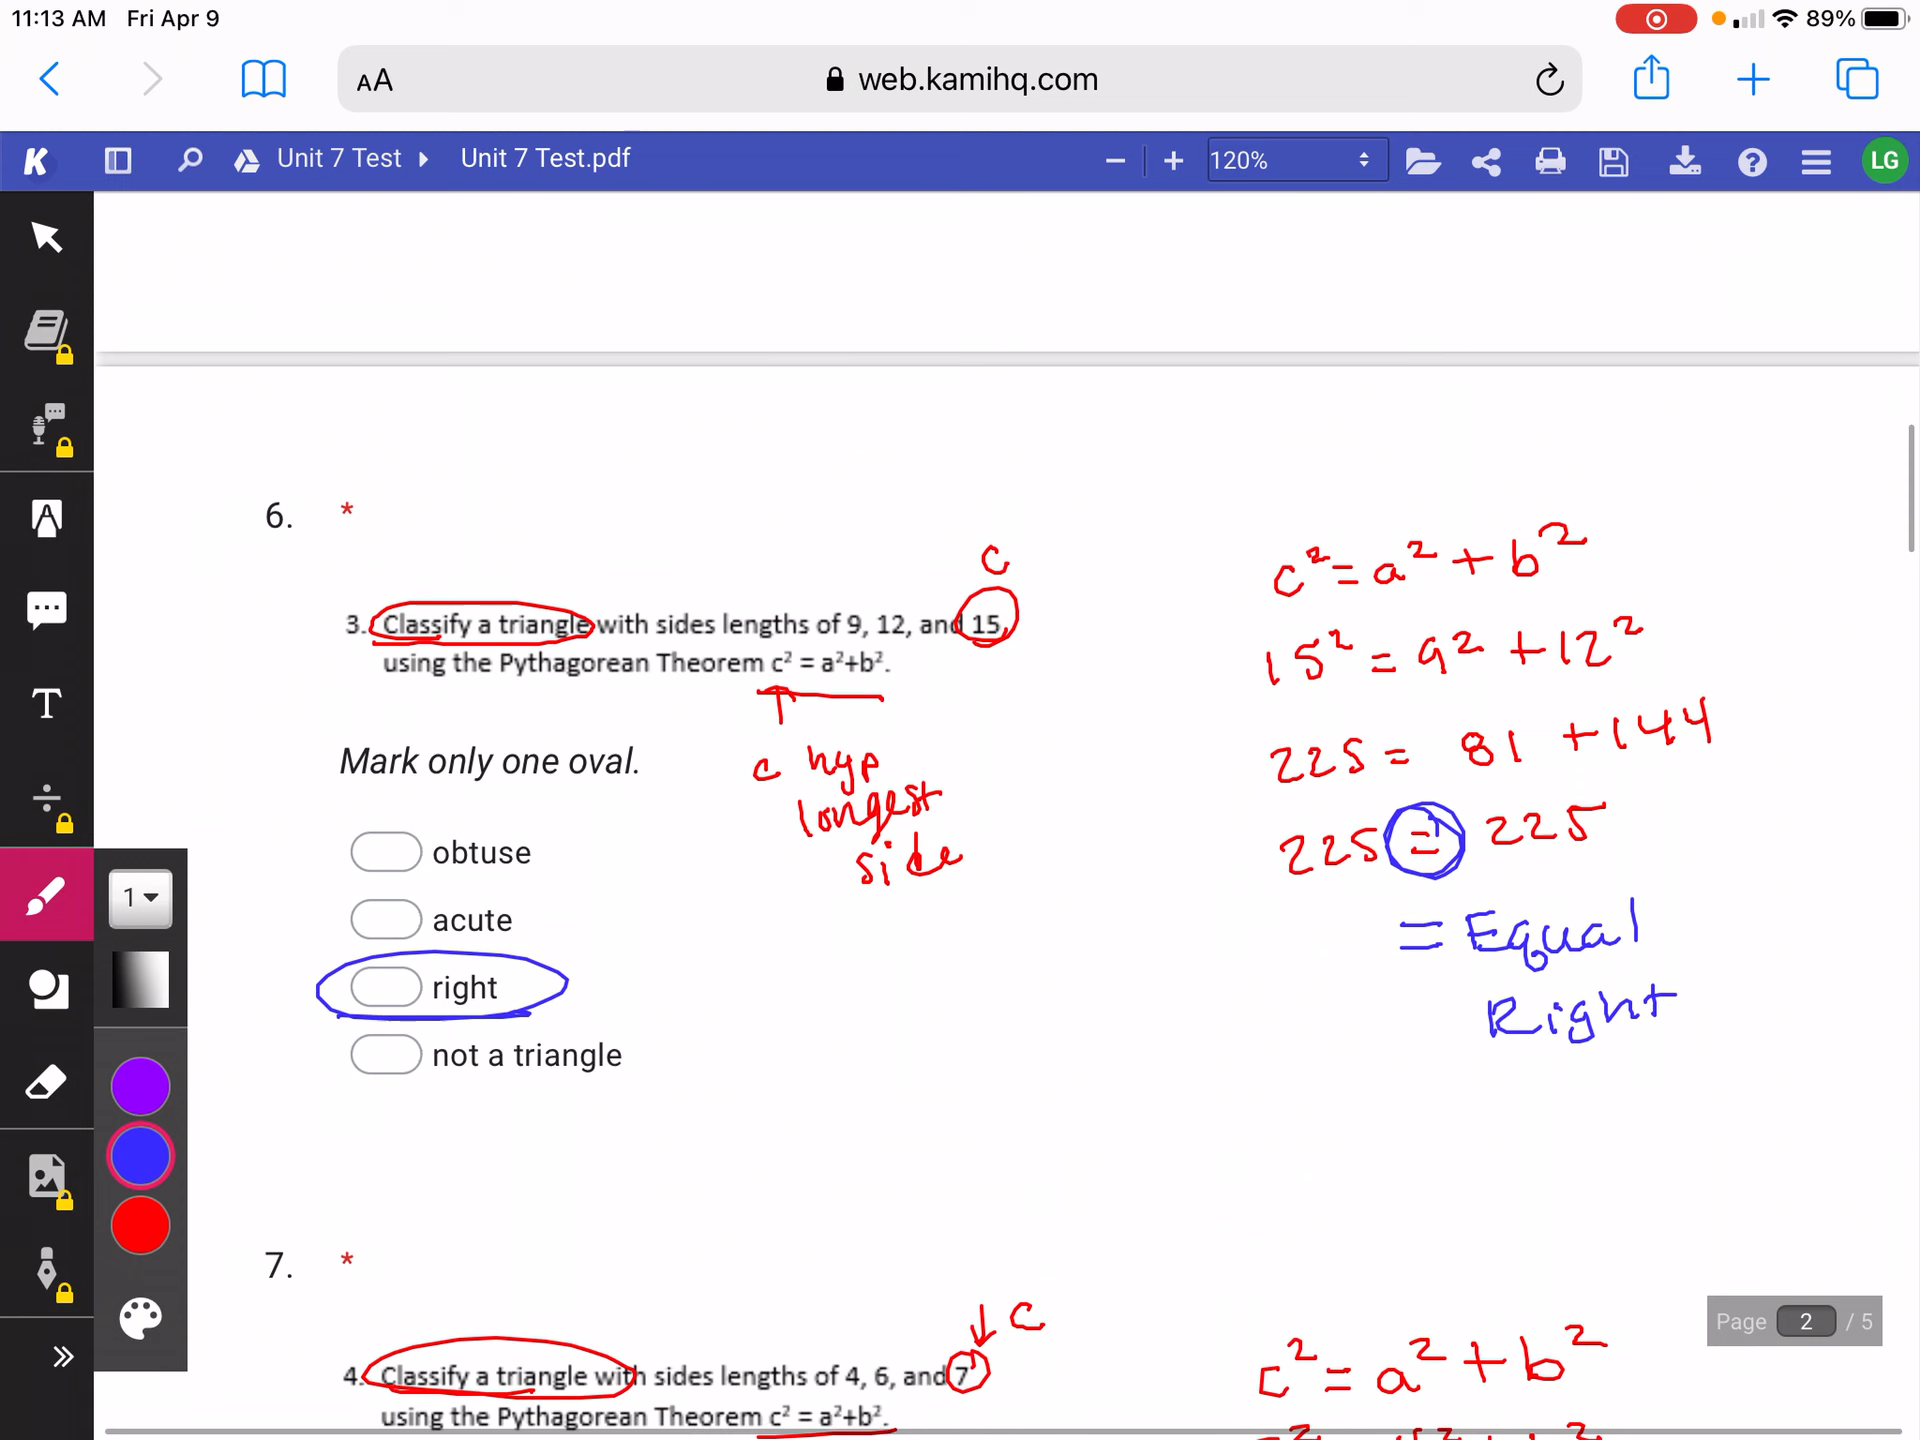 11:13 AM Fri Apr 9
89%
AA web.kamihq.com
K Unit 7 Test Unit 7 Test.pdf − + 120% LG
6. *
C
3. Classify a triangle with sides lengths of 9, 12, and 15,
using the Pythagorean Theorem c² = a²+b².
c hyp
longest
side
Mark only one oval.
obtuse
acute
right
not a triangle
c² = a² + b²
15² = 9² + 12²
225 = 81 + 144
225 = 225
= Equal
Right
1
T
7. *
C
4. Classify a triangle with sides lengths of 4, 6, and 7
using the Pythagorean Theorem c² = a²+b².
c² = a² + b²
Page 2 / 5